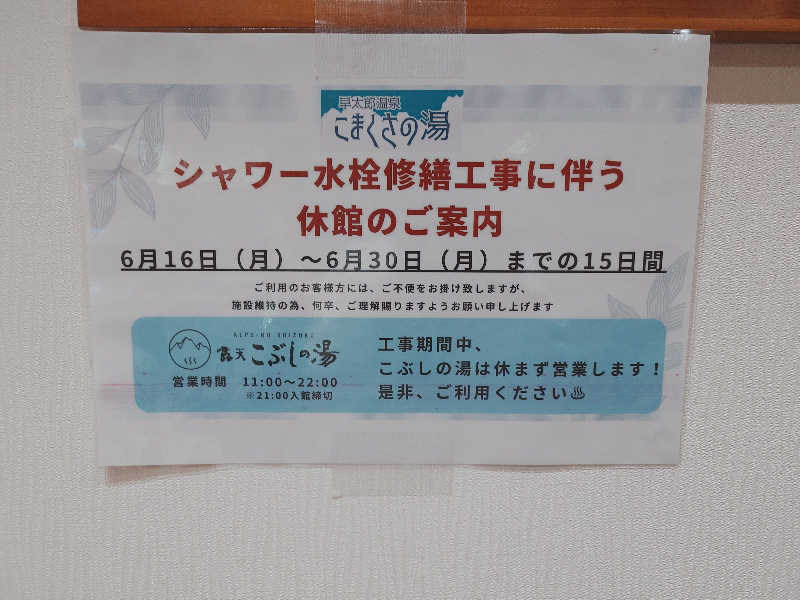 早太郎温泉
こまくさの湯
シャワー水栓修繕工事に伴う
休館のご案内
6月16日（月）～6月30日（月）までの15日間
ご利用のお客様方には、ご不便をお掛け致しますが、
施設維持の為、何卒、ご理解賜りますようお願い申し上げます
ALPS-NO SHIZUKU
露天こぶしの湯
営業時間 11:00～22:00
※21:00入館締切
工事期間中、
こぶしの湯は休まず営業します！
是非、ご利用ください♨